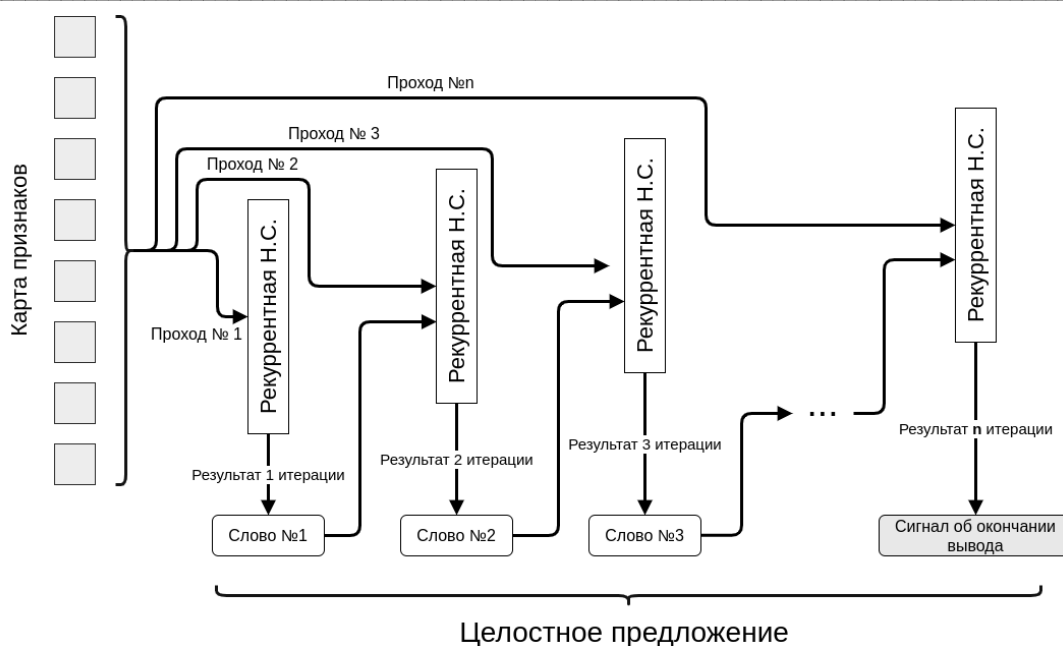 Карта признаков
Проход №n
Проход № 3
Проход № 2
Проход № 1
Рекуррентная Н.С.
Рекуррентная Н.С.
Рекуррентная Н.С.
Рекуррентная Н.С.
...
Результат 1 итерации
Результат 2 итерации
Результат 3 итерации
Результат n итерации
Слово №1
Слово №2
Слово №3
Сигнал об окончании
вывода
Целостное предложение